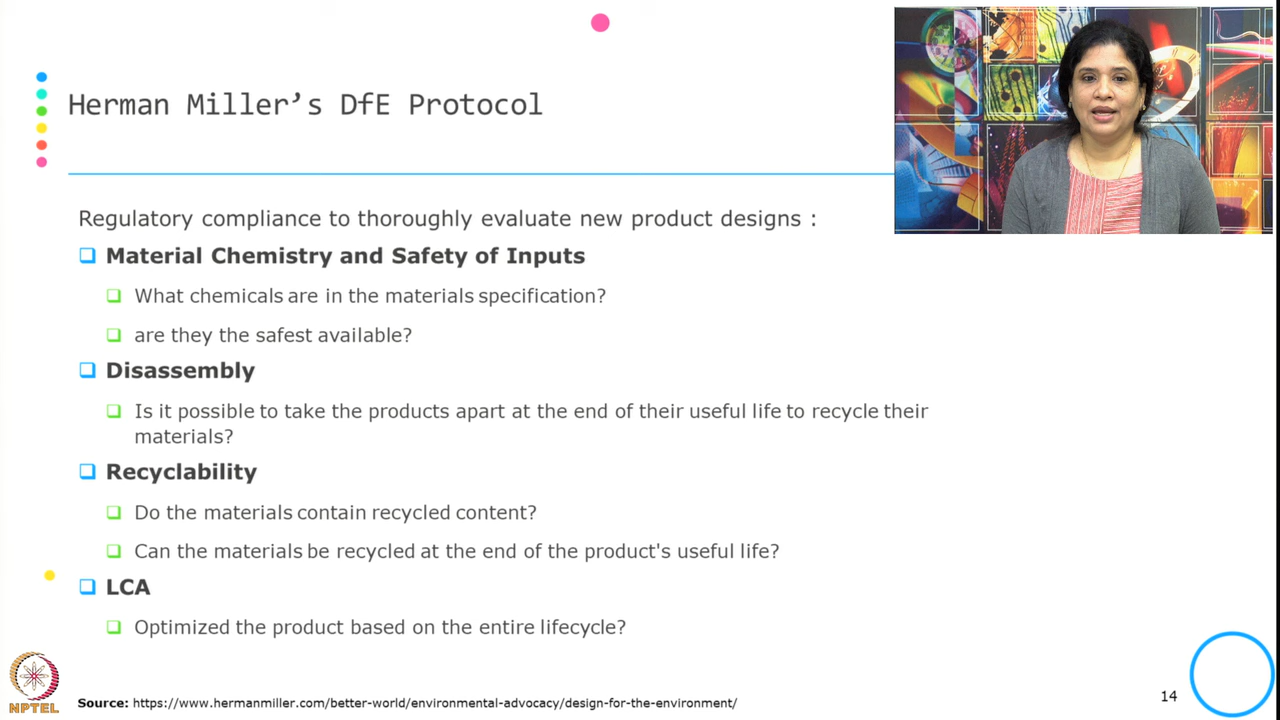 Herman Miller's DfE Protocol
Regulatory compliance to thoroughly evaluate new product designs :
Material Chemistry and Safety of Inputs
What chemicals are in the materials specification?
are they the safest available?
Disassembly
Is it possible to take the products apart at the end of their useful life to recycle their
materials?
Recyclability
Do the materials contain recycled content?
Can the materials be recycled at the end of the product's useful life?
LCA
Optimized the product based on the entire lifecycle?
NPTEL
Source: https://www.hermanmiller.com/better-world/environmental-advocacy/design-for-the-environment/
14